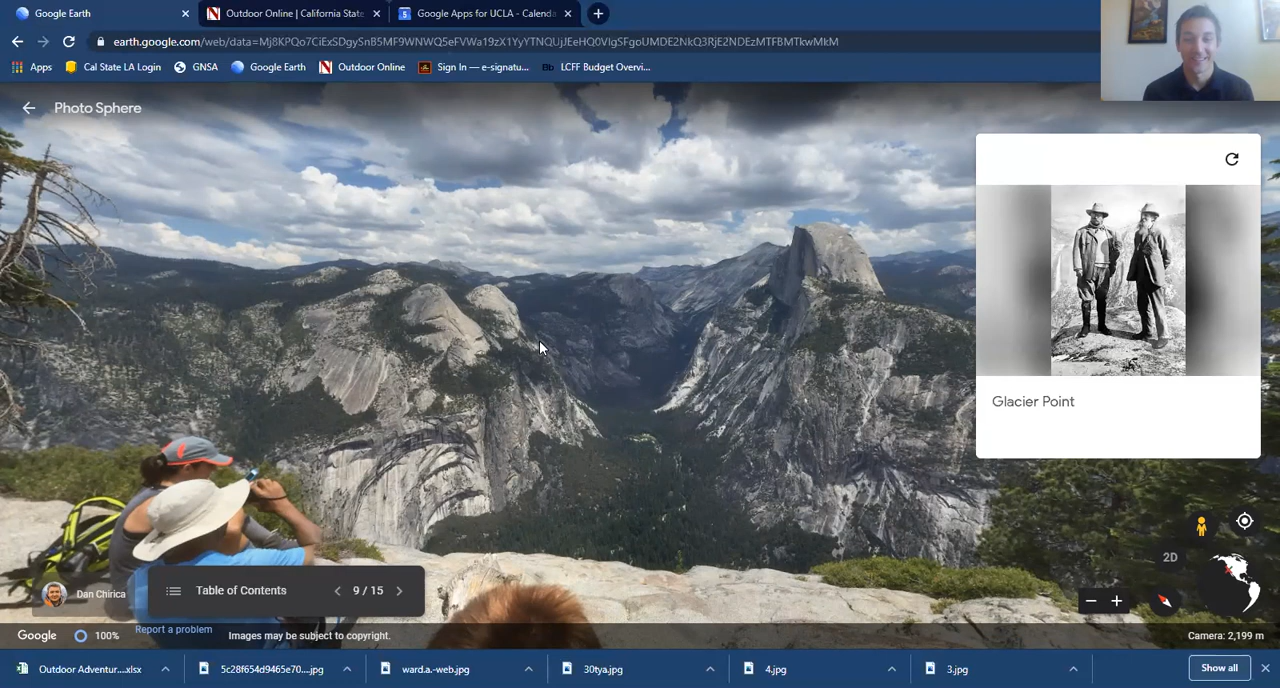 Google Earth
Outdoor Online | California State
Google Apps for UCLA - Calenda
earth.google.com/web/data=Mj8KPQo7CiExSDgySnB5MF9WNWQ5eFVWa19zX1YyYTNQUjJEeHQ0VlgSFgoUMDE2NkQ3RjE2NDEzMTFBMTkwMkM
Apps
Cal State LA Login
GNSA
Google Earth
Outdoor Online
Sign In — e-signatu...
Bb LCFF Budget Overvi...
Photo Sphere
Glacier Point
2D
Dan Chirica
Table of Contents
9 / 15
Google
100%
Report a problem
Images may be subject to copyright.
Camera: 2,199 m
Outdoor Adventur....xlsx
5c28f654d9465e70....jpg
ward.a.-web.jpg
30tya.jpg
4.jpg
3.jpg
Show all